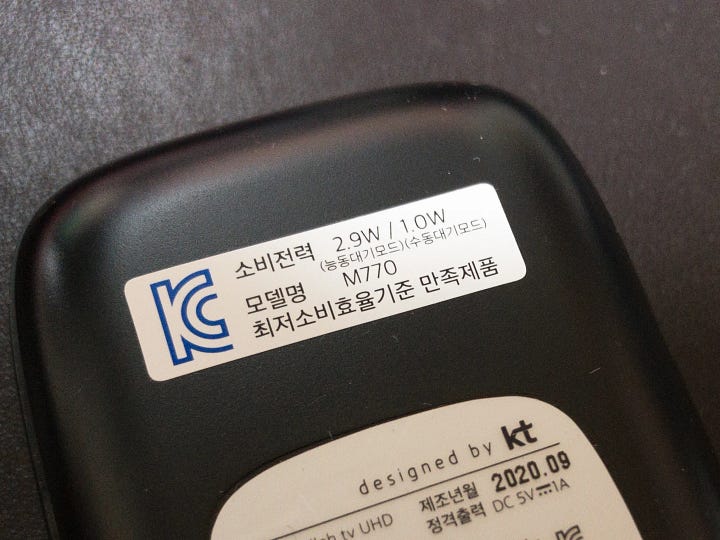 KC
소비전력 2.9W / 1.0W
(능동대기모드)(수동대기모드)
모델명 M770
최저소비효율기준 만족제품
designed by kt
제조년월 2020.09
tv UHD 정격출력 DC 5V⎓1A